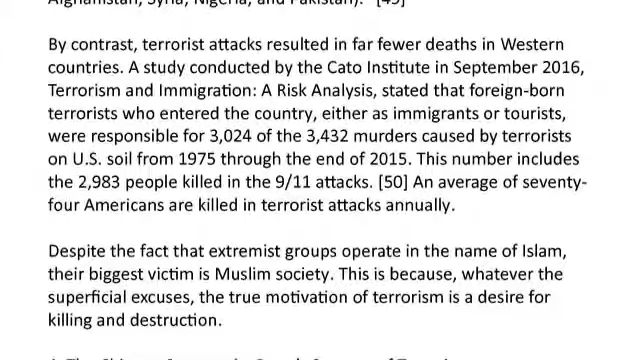 Afghanistan, Syria, Nigeria, and Pakistan)." [49]
By contrast, terrorist attacks resulted in far fewer deaths in Western
countries. A study conducted by the Cato Institute in September 2016,
Terrorism and Immigration: A Risk Analysis, stated that foreign-born
terrorists who entered the country, either as immigrants or tourists,
were responsible for 3,024 of the 3,432 murders caused by terrorists
on U.S. soil from 1975 through the end of 2015. This number includes
the 2,983 people killed in the 9/11 attacks. [50] An average of seventy-
four Americans are killed in terrorist attacks annually.
Despite the fact that extremist groups operate in the name of Islam,
their biggest victim is Muslim society. This is because, whatever the
superficial excuses, the true motivation of terrorism is a desire for
killing and destruction.